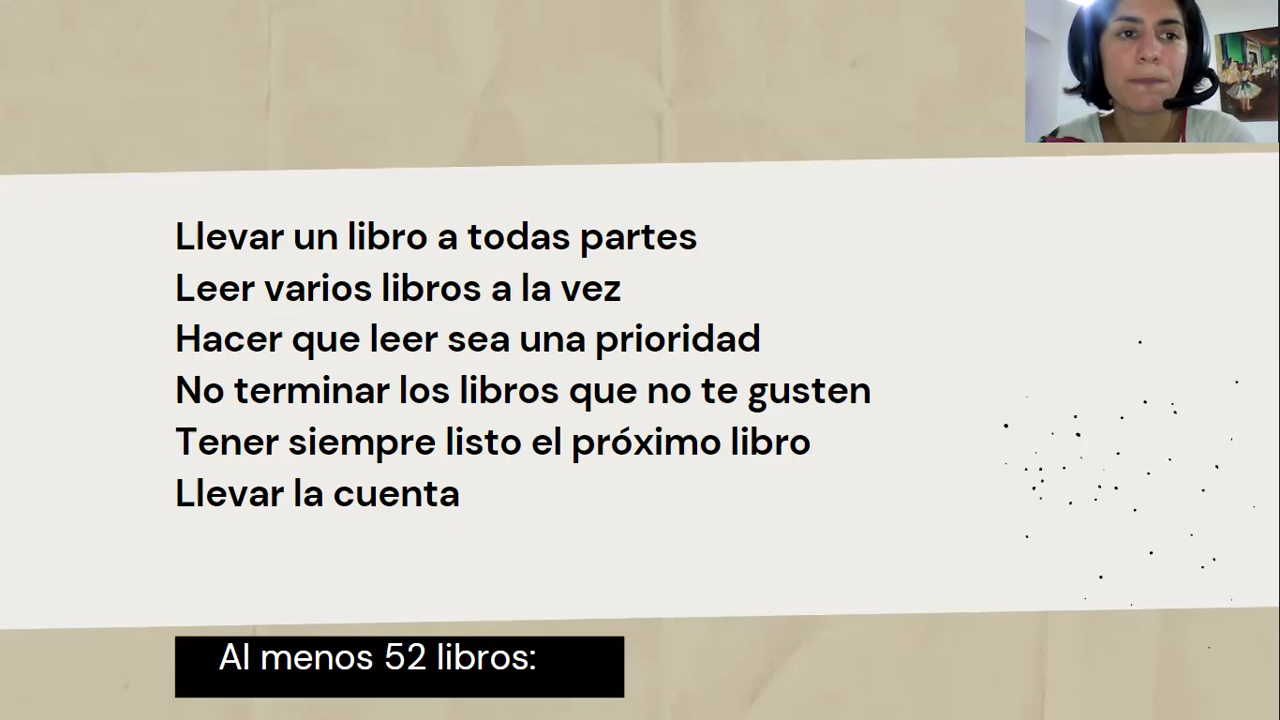 Llevar un libro a todas partes
Leer varios libros a la vez
Hacer que leer sea una prioridad
No terminar los libros que no te gusten
Tener siempre listo el próximo libro
Llevar la cuenta
Al menos 52 libros: